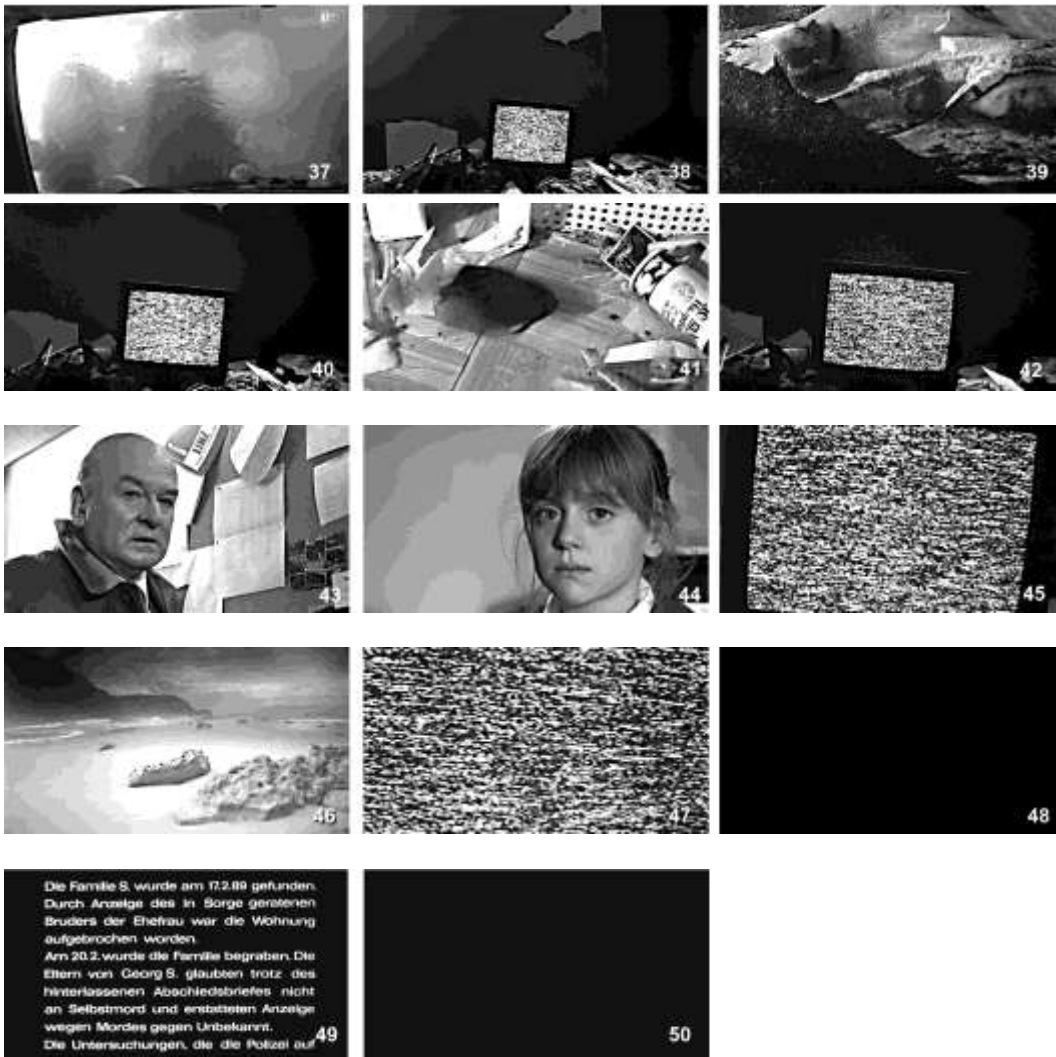 37
38
39
40
41
42
43
44
45
46
47
48
Die Familie S. wurde am 17.2.89 gefunden.
Durch Anzeige des in Sorge geratenen
Bruders der Ehefrau war die Wohnung
aufgebrochen worden.
Am 20.2. wurde die Familie begraben. Die
Eltern von Georg S. glaubten trotz des
hinterlassenen Abschiedsbriefes nicht
an Selbstmord und erstatteten Anzeige
wegen Mordes gegen Unbekannt.
Die Untersuchungen, die die Polizei auf
49
50